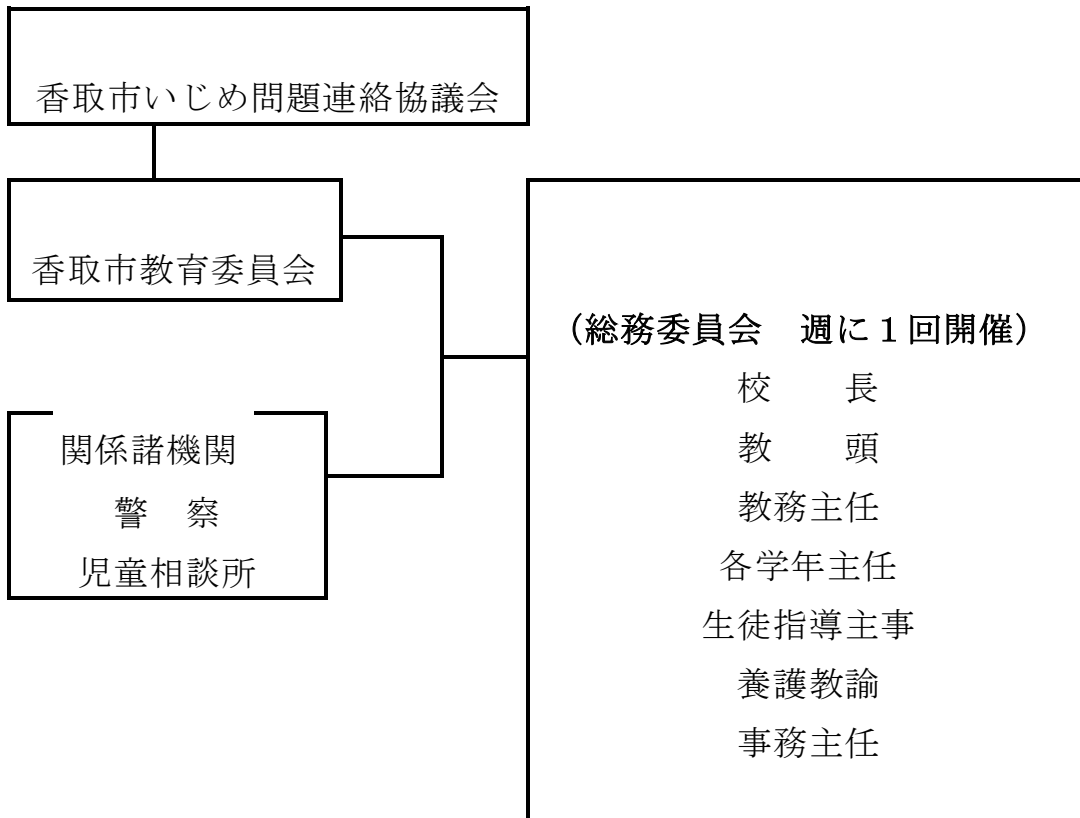 香取市いじめ問題連絡協議会
香取市教育委員会
関係諸機関
警　察
児童相談所
（総務委員会　週に１回開催）
校　　長
教　　頭
教務主任
各学年主任
生徒指導主事
養護教諭
事務主任